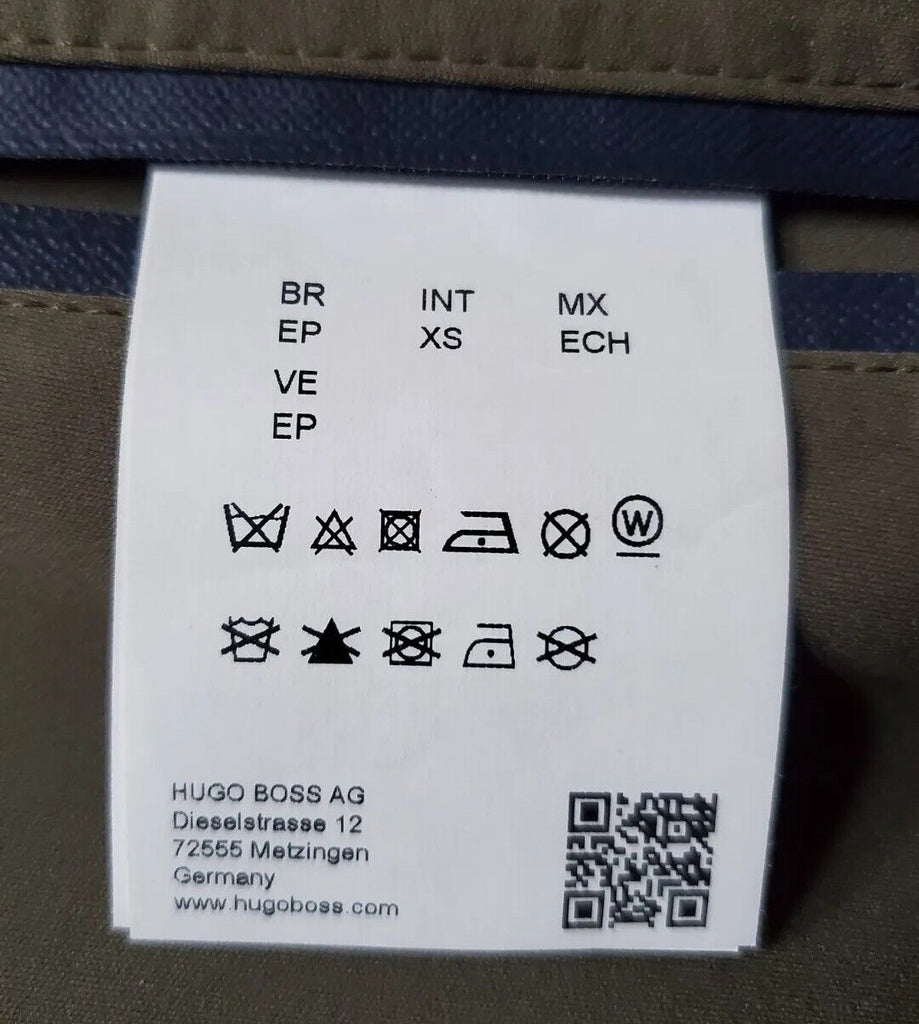 BR INT MX
EP XS ECH
VE
EP
W
HUGO BOSS AG
Dieselstrasse 12
72555 Metzingen
Germany
www.hugoboss.com